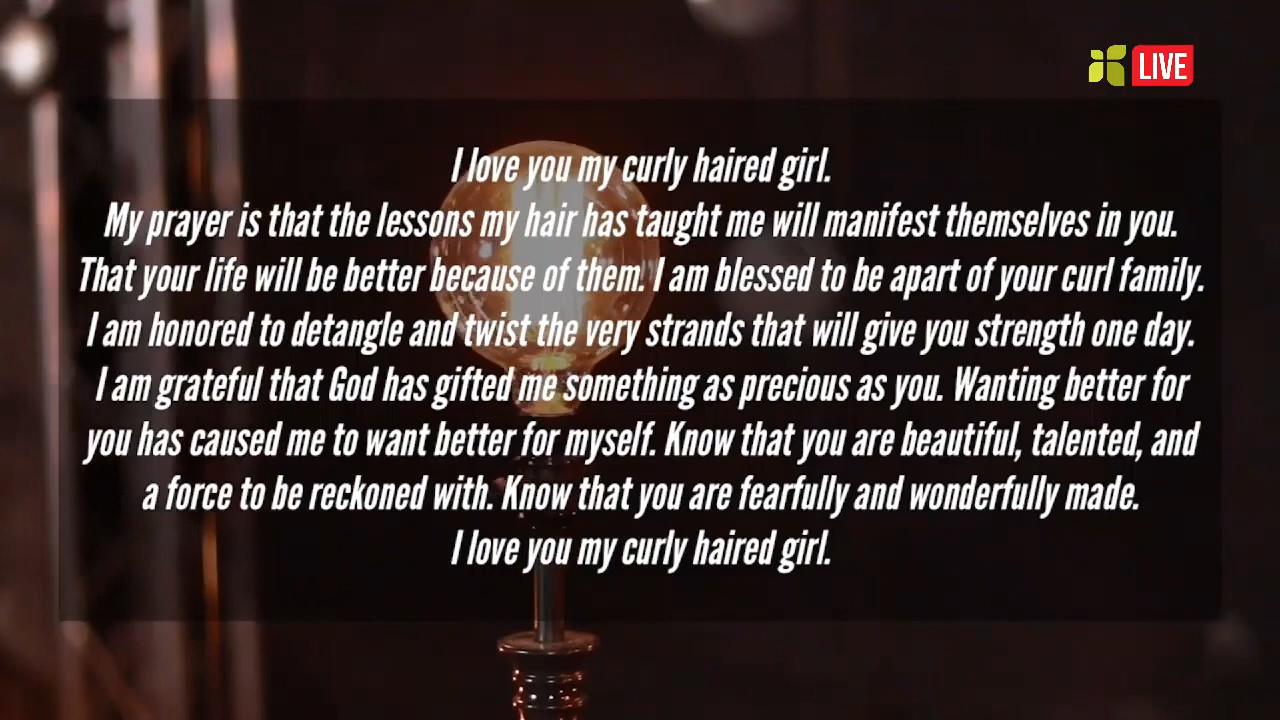 LIVE
I love you my curly haired girl.
My prayer is that the lessons my hair has taught me will manifest themselves in you.
That your life will be better because of them. I am blessed to be apart of your curl family.
I am honored to detangle and twist the very strands that will give you strength one day.
I am grateful that God has gifted me something as precious as you. Wanting better for
you has caused me to want better for myself. Know that you are beautiful, talented, and
a force to be reckoned with. Know that you are fearfully and wonderfully made.
I love you my curly haired girl.